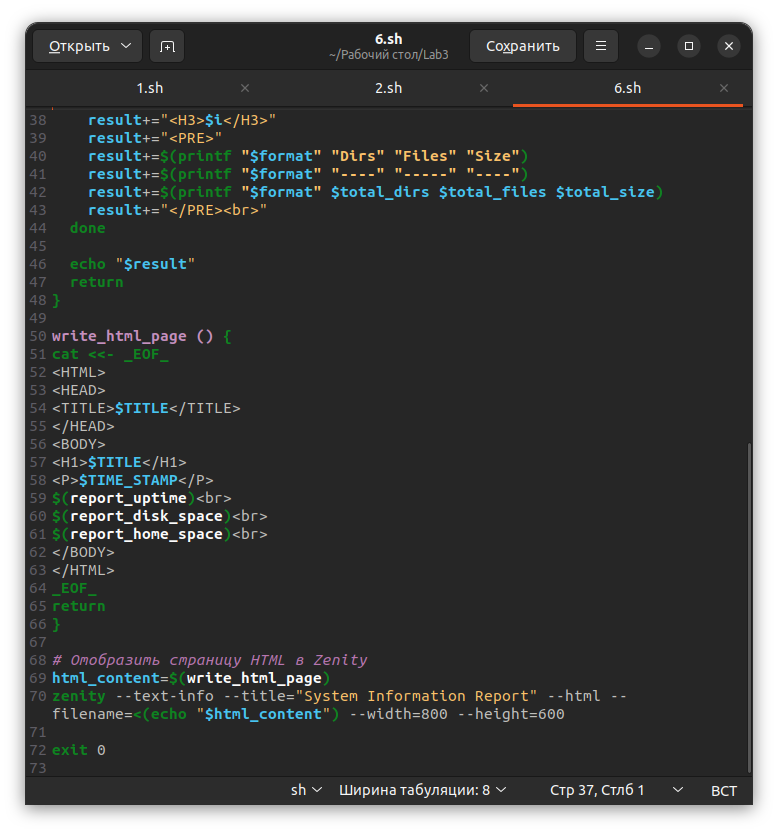 Открыть
6.sh
~/Рабочий стол/Lab3
Сохранить
1.sh
2.sh
6.sh
38 result+="<H3>$i</H3>"
39 result+="<PRE>"
40 result+=$(printf "$format" "Dirs" "Files" "Size")
41 result+=$(printf "$format" "----" "-----" "----")
42 result+=$(printf "$format" $total_dirs $total_files $total_size)
43 result+="</PRE><br>"
44 done
45
46 echo "$result"
47 return
48 }
49
50 write_html_page () {
51 cat <<- _EOF_
52 <HTML>
53 <HEAD>
54 <TITLE>$TITLE</TITLE>
55 </HEAD>
56 <BODY>
57 <H1>$TITLE</H1>
58 <P>$TIME_STAMP</P>
59 $(report_uptime)<br>
60 $(report_disk_space)<br>
61 $(report_home_space)<br>
62 </BODY>
63 </HTML>
64 _EOF_
65 return
66 }
67
68 # Отобразить страницу HTML в Zenity
69 html_content=$(write_html_page)
70 zenity --text-info --title="System Information Report" --html --
filename=<(echo "$html_content") --width=800 --height=600
71
72 exit 0
73
sh Ширина табуляции: 8 Стр 37, Стлб 1 ВСТ